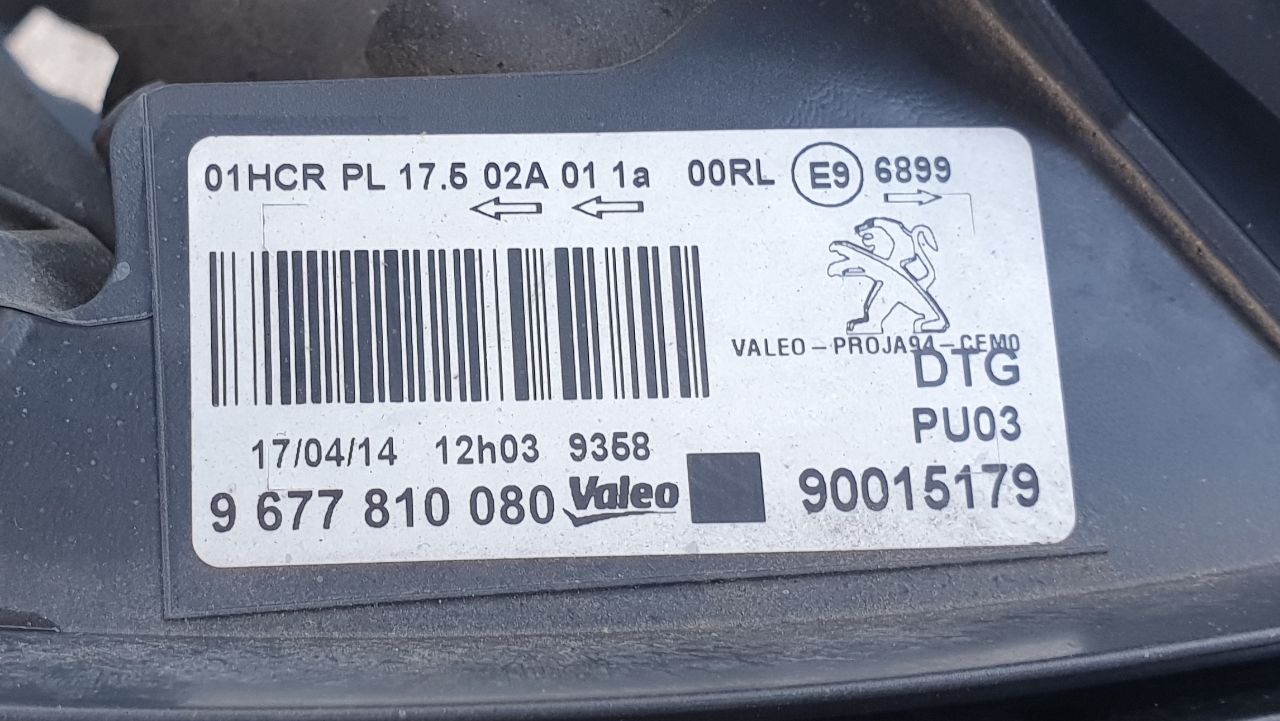 01HCR PL 17.5 02A 01 1a 00RL E9 6899
VALEO-PROJA94-CEMO
DTG
PU03
17/04/14 12h03 9358
9 677 810 080 Valeo 90015179